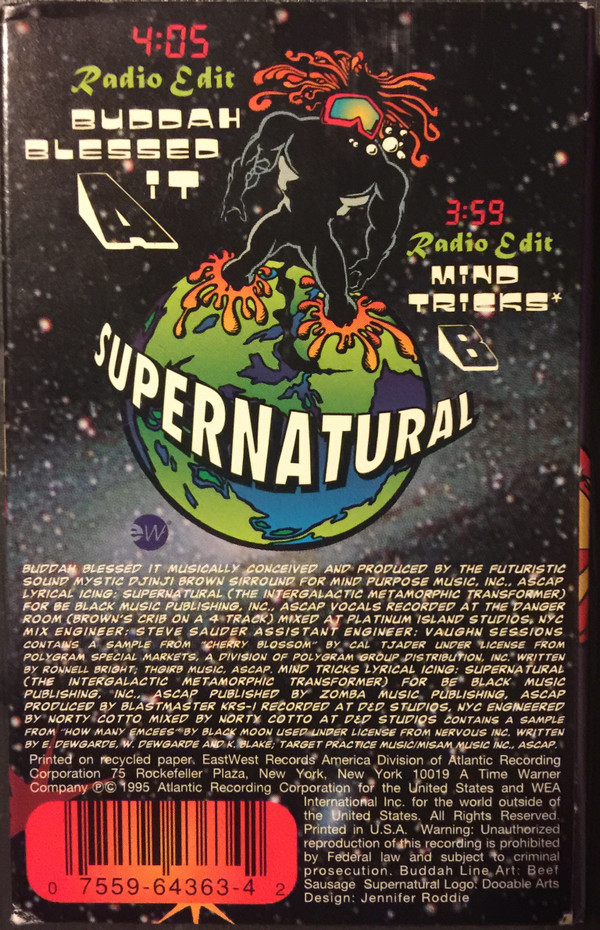 4:05
Radio Edit
BUDDAH
BLESSED
IT
A
3:59
Radio Edit
MIND
TRICKS*
B
SUPERNATURAL
ew
BUDDAH BLESSED IT MUSICALLY CONCEIVED AND PRODUCED BY THE FUTURISTIC
SOUND MYSTIC DJINJI BROWN SIRROUND FOR MIND PURPOSE MUSIC, INC., ASCAP
LYRICAL ICING: SUPERNATURAL (THE INTERGALACTIC METAMORPHIC TRANSFORMER)
FOR BE BLACK MUSIC PUBLISHING, INC., ASCAP VOCALS RECORDED AT THE DANGER
ROOM (BROWN'S CRIB ON A 4 TRACK) MIXED AT PLATINUM ISLAND STUDIOS, NYC
MIX ENGINEER: STEVE SAUDER ASSISTANT ENGINEER: VAUGHN SESSIONS
CONTAINS A SAMPLE FROM "CHERRY BLOSSOM" BY CAL TJADER UNDER LICENSE FROM
POLYGRAM SPECIAL MARKETS, A DIVISION OF POLYGRAM GROUP DISTRIBUTION, INC. WRITTEN
BY RONNELL BRIGHT; THGIRB MUSIC, ASCAP. MIND TRICKS LYRICAL ICING: SUPERNATURAL
(THE INTERGALACTIC METAMORPHIC TRANSFORMER) FOR BE BLACK MUSIC
PUBLISHING, INC., ASCAP PUBLISHED BY ZOMBA MUSIC PUBLISHING, ASCAP
PRODUCED BY BLASTMASTER KRS-1 RECORDED AT D&D STUDIOS, NYC ENGINEERED
BY NORTY COTTO MIXED BY NORTY COTTO AT D&D STUDIOS CONTAINS A SAMPLE
FROM "HOW MANY EMCEES" BY BLACK MOON USED UNDER LICENSE FROM NERVOUS INC. WRITTEN
BY E. DEWGARDE, W. DEWGARDE AND K. BLAKE; TARGET PRACTICE MUSIC/MISAM MUSIC INC., ASCAP.
Printed on recycled paper. EastWest Records America Division of Atlantic Recording
Corporation 75 Rockefeller Plaza, New York, New York 10019 A Time Warner
Company ℗© 1995 Atlantic Recording Corporation for the United States and WEA
International Inc. for the world outside of
the United States. All Rights Reserved.
Printed in U.S.A. Warning: Unauthorized
reproduction of this recording is prohibited
by Federal law and subject to criminal
prosecution. Buddah Line Art: Beef
Sausage Supernatural Logo: Dooable Arts
Design: Jennifer Roddie
0 7559-64363-4 2